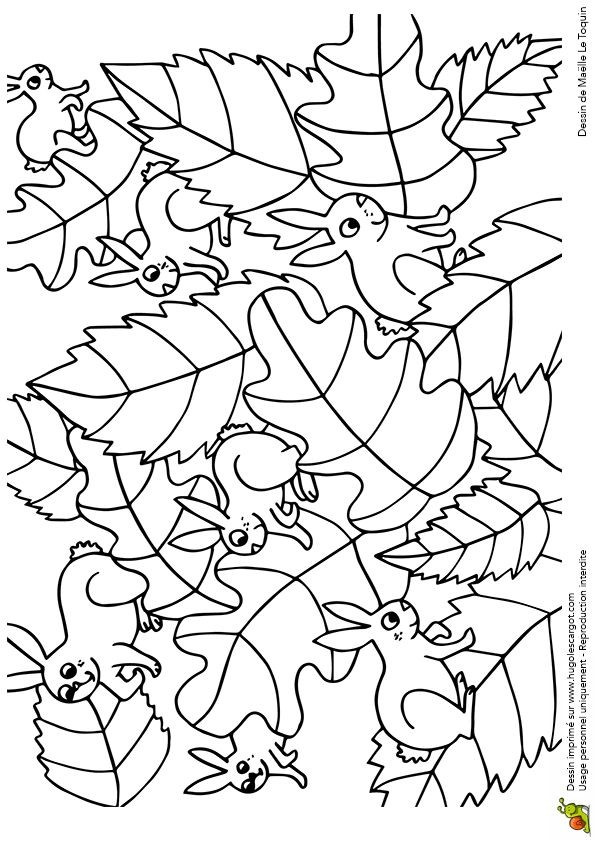 Dessin de Maëlle Le Toquin
Dessin imprimé sur www.hugolescargot.com
Usage personnel uniquement - Reproduction interdite